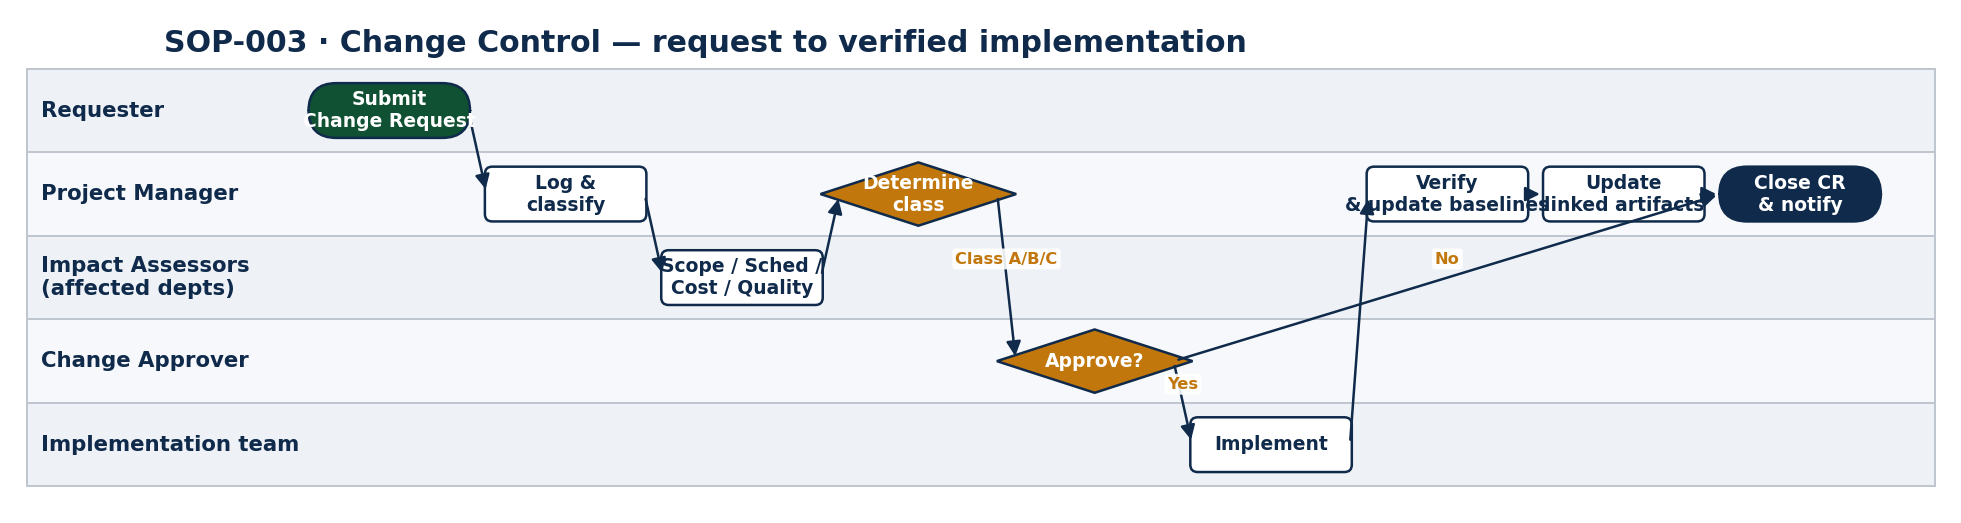 SOP-003 · Change Control — request to verified implementation
Requester
Submit
Change Request
Project Manager
Log &
classify
Determine
class
Verify
& update baselines
Update
linked artifacts
Close CR
& notify
Impact Assessors
(affected depts)
Scope / Sched /
Cost / Quality
Class A/B/C
No
Change Approver
Approve?
Yes
Implementation team
Implement